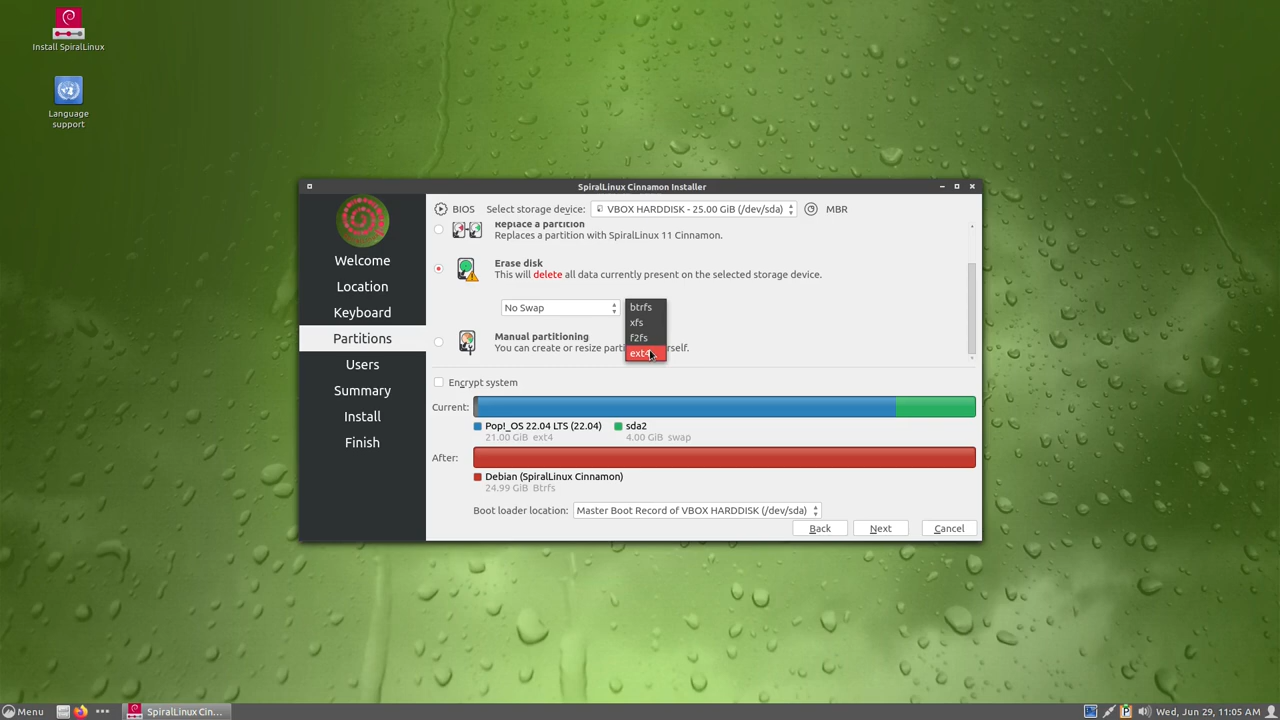 Install SpiralLinux
Language
support
SpiralLinux Cinnamon Installer
Welcome
Location
Keyboard
Partitions
Users
Summary
Install
Finish
BIOS Select storage device: VBOX HARDDISK - 25.00 GiB (/dev/sda) MBR
Replace a partition
Replaces a partition with SpiralLinux 11 Cinnamon.
Erase disk
This will delete all data currently present on the selected storage device.
No Swap
btrfs
xfs
f2fs
ext4
Manual partitioning
You can create or resize parti rself.
Encrypt system
Current:
Pop!_OS 22.04 LTS (22.04) sda2
21.00 GiB ext4 4.00 GiB swap
After:
Debian (SpiralLinux Cinnamon)
24.99 GiB Btrfs
Boot loader location: Master Boot Record of VBOX HARDDISK (/dev/sda)
Back Next Cancel
Menu SpiralLinux Cin... Wed, Jun 29, 11:05 AM